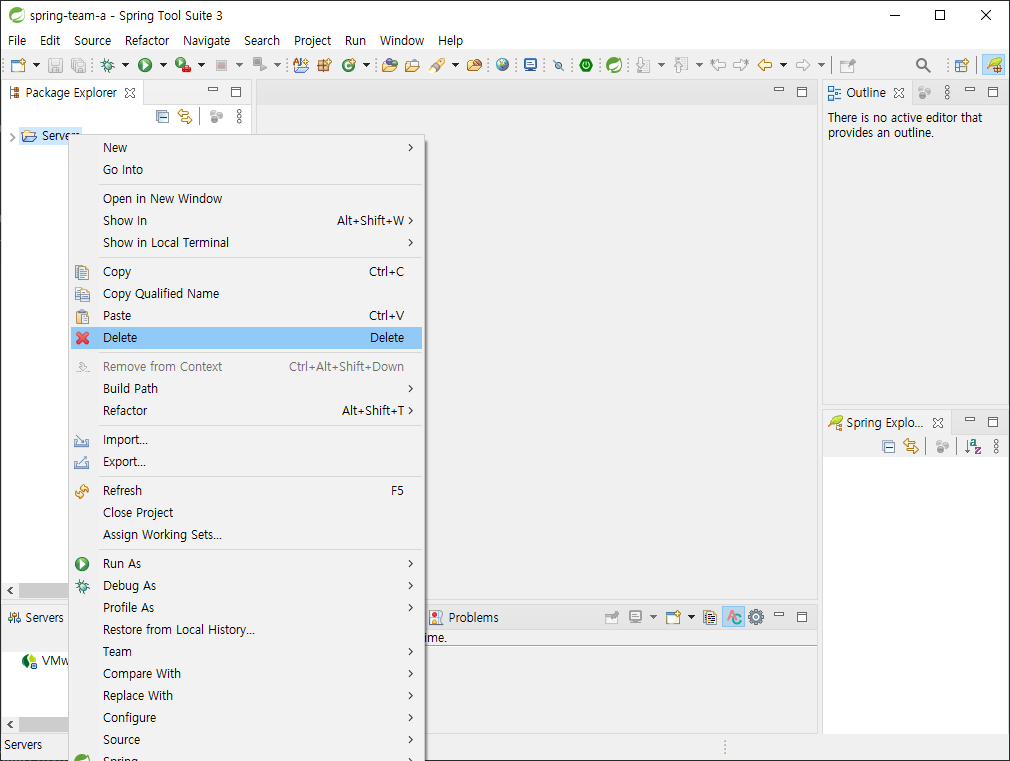 spring-team-a - Spring Tool Suite 3
File Edit Source Refactor Navigate Search Project Run Window Help
Package Explorer
Outline
There is no active editor that
provides an outline.
Servers
New
Go Into
Open in New Window
Show In Alt+Shift+W
Show in Local Terminal
Copy Ctrl+C
Copy Qualified Name
Paste Ctrl+V
Delete Delete
Remove from Context Ctrl+Alt+Shift+Down
Build Path
Refactor Alt+Shift+T
Import...
Export...
Refresh F5
Close Project
Assign Working Sets...
Run As
Debug As
Profile As
Restore from Local History...
Team
Compare With
Replace With
Configure
Source
Spring
Spring Explo...
Servers
Problems
ime.
VMw
Servers